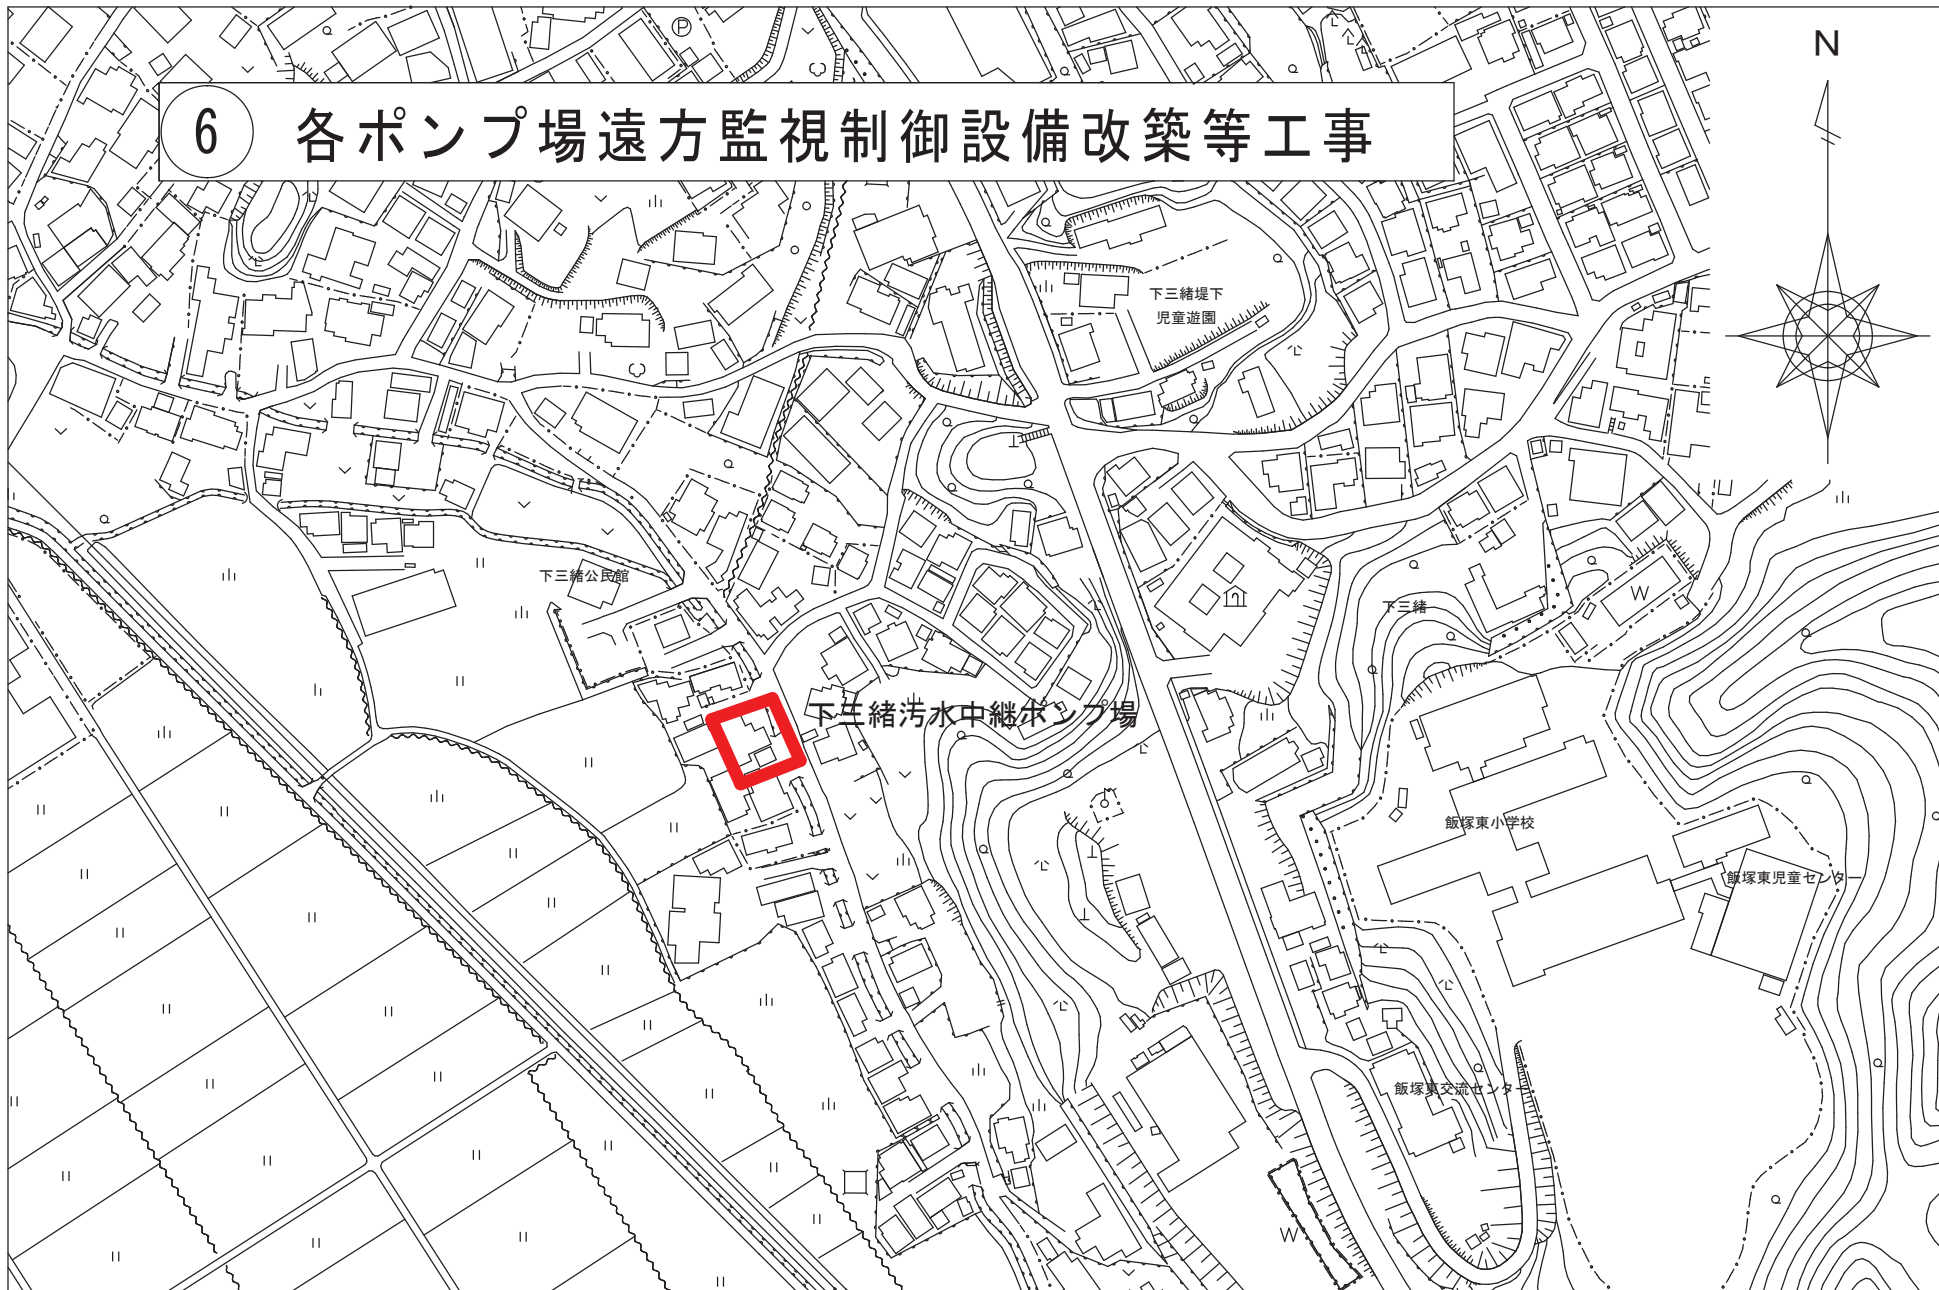 N
6 各ポンプ場遠方監視制御設備改築等工事
P
下三緒堤下
児童遊園
下三緒公民館
下三緒
W
下三緒汚水中継ポンプ場
飯塚東小学校
飯塚東児童センター
飯塚東交流センター
W